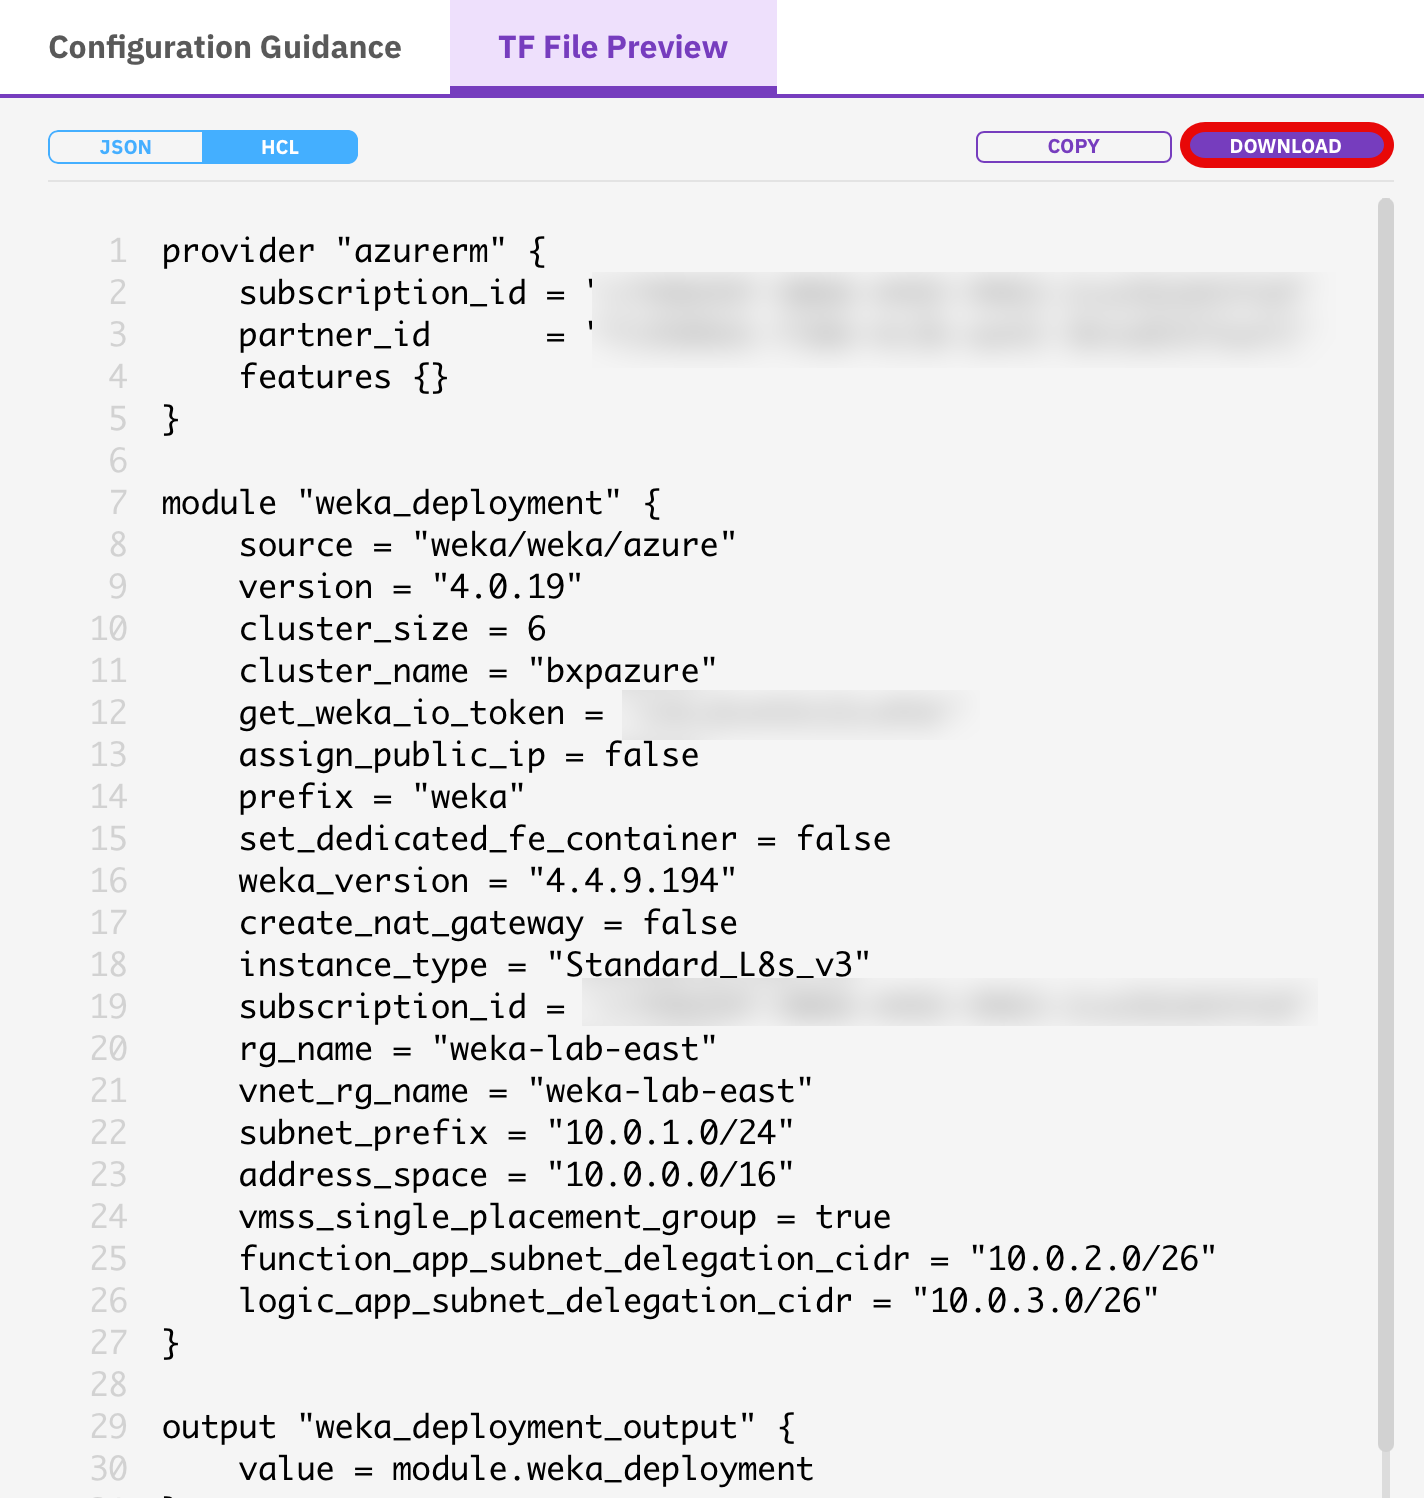 Configuration Guidance TF File Preview
JSON HCL COPY DOWNLOAD
1 provider "azurerm" {
2 subscription_id = "
3 partner_id = "
4 features {}
5 }
6
7 module "weka_deployment" {
8 source = "weka/weka/azure"
9 version = "4.0.19"
10 cluster_size = 6
11 cluster_name = "bxpazure"
12 get_weka_io_token =
13 assign_public_ip = false
14 prefix = "weka"
15 set_dedicated_fe_container = false
16 weka_version = "4.4.9.194"
17 create_nat_gateway = false
18 instance_type = "Standard_L8s_v3"
19 subscription_id =
20 rg_name = "weka-lab-east"
21 vnet_rg_name = "weka-lab-east"
22 subnet_prefix = "10.0.1.0/24"
23 address_space = "10.0.0.0/16"
24 vmss_single_placement_group = true
25 function_app_subnet_delegation_cidr = "10.0.2.0/26"
26 logic_app_subnet_delegation_cidr = "10.0.3.0/26"
27 }
28
29 output "weka_deployment_output" {
30 value = module.weka_deployment